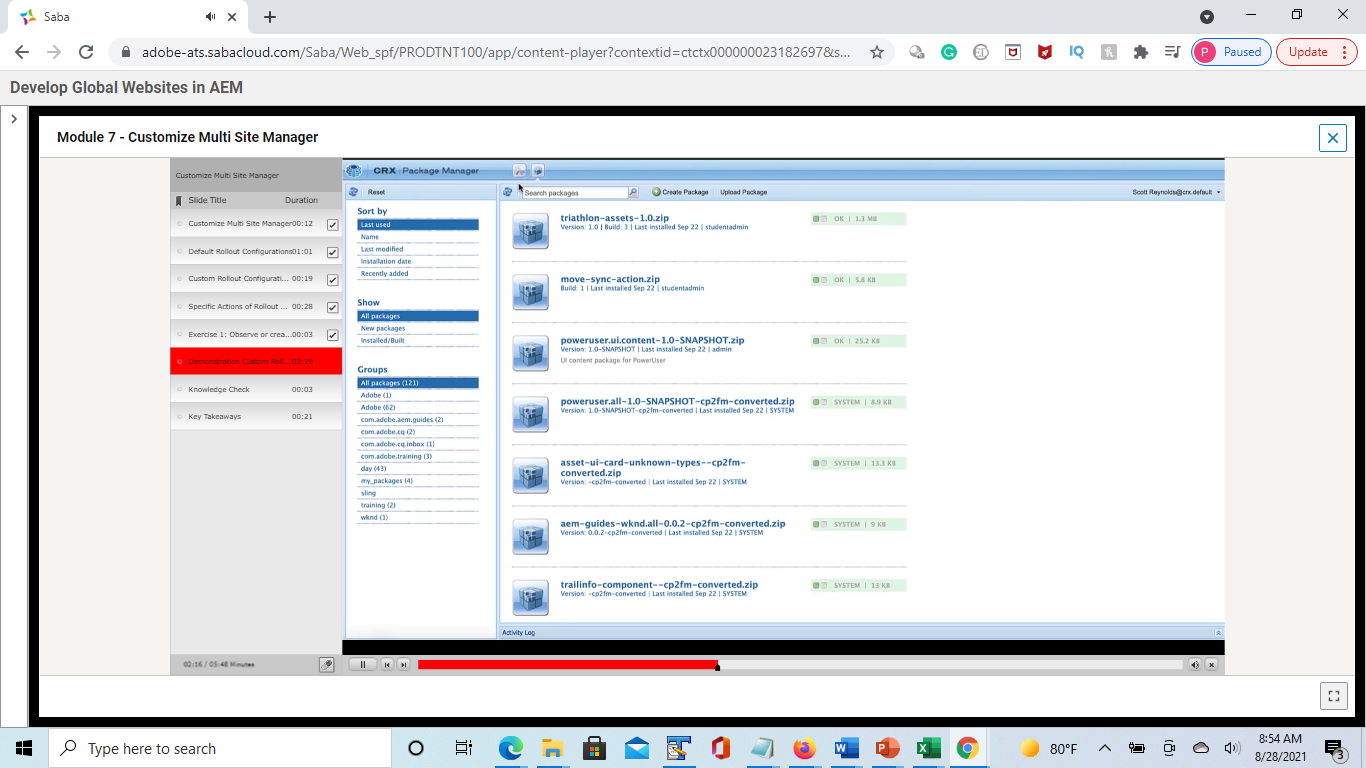 Saba
adobe-ats.sabacloud.com/Saba/Web_spf/PRODTNT100/app/content-player?contextid=ctctx000000023182697&s...
P Paused
Update
Develop Global Websites in AEM
Module 7 - Customize Multi Site Manager
Customize Multi Site Manager
Slide Title Duration
Customize Multi Site Manager 00:12
Default Rollout Configurations 01:01
Custom Rollout Configurati... 00:19
Specific Actions of Rollout ... 00:28
Exercise 1: Observe or crea... 00:03
Demonstration Custom Roll... 03:19
Knowledge Check 00:03
Key Takeaways 00:21
02:16 / 05:48 Minutes
CRX Package Manager
Reset
Search packages
Create Package
Upload Package
Scott Reynolds@crx.default
Sort by
Last used
Name
Last modified
Installation date
Recently added
Show
All packages
New packages
Installed/Built
Groups
All packages (121)
Adobe (1)
Adobe (62)
com.adobe.aem.guides (2)
com.adobe.cq (2)
com.adobe.cq.inbox (1)
com.adobe.training (3)
day (43)
my_packages (4)
sling
training (2)
wknd (1)
triathlon-assets-1.0.zip
Version: 1.0 | Build: 3 | Last installed Sep 22 | studentadmin
OK | 1.3 MB
move-sync-action.zip
Build: 1 | Last installed Sep 22 | studentadmin
OK | 5.8 KB
poweruser.ui.content-1.0-SNAPSHOT.zip
Version: 1.0-SNAPSHOT | Last installed Sep 22 | admin
UI content package for PowerUser
OK | 25.2 KB
poweruser.all-1.0-SNAPSHOT-cp2fm-converted.zip
Version: 1.0-SNAPSHOT-cp2fm-converted | Last installed Sep 22 | SYSTEM
SYSTEM | 8.9 KB
asset-ui-card-unknown-types--cp2fm-
converted.zip
Version: -cp2fm-converted | Last installed Sep 22 | SYSTEM
SYSTEM | 13.3 KB
aem-guides-wknd.all-0.0.2-cp2fm-converted.zip
Version: 0.0.2-cp2fm-converted | Last installed Sep 22 | SYSTEM
SYSTEM | 9 KB
trailinfo-component--cp2fm-converted.zip
Version: -cp2fm-converted | Last installed Sep 22 | SYSTEM
SYSTEM | 13 KB
Activity Log
Type here to search
80°F
8:54 AM
8/28/2021
3